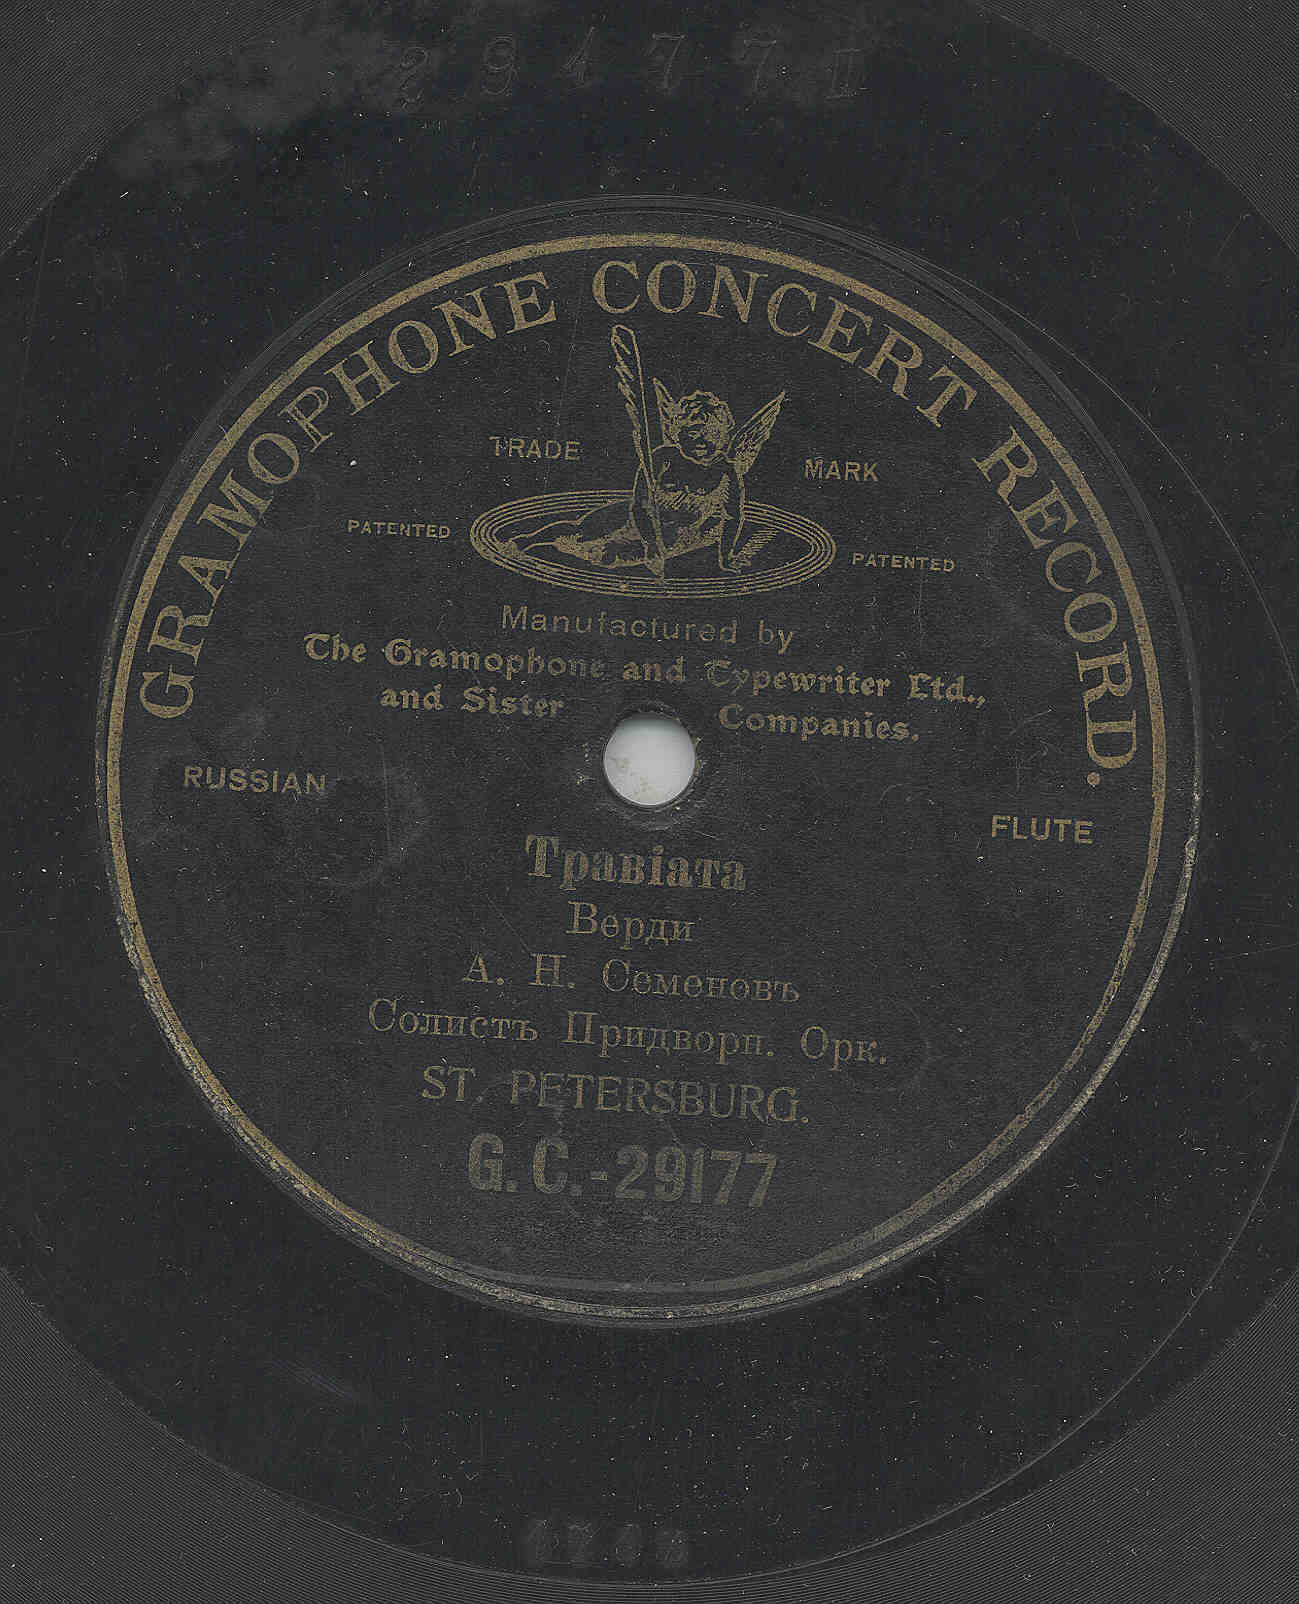 GRAMOPHONE CONCERT RECORD.
TRADE MARK
PATENTED PATENTED
Manufactured by
The Gramophone and Typewriter Ltd.,
and Sister Companies.
RUSSIAN
FLUTE
Травіата
Верди
А. Н. Семеновъ
Солистъ Придворн. Орк.
ST. PETERSBURG.
G.C.-29177